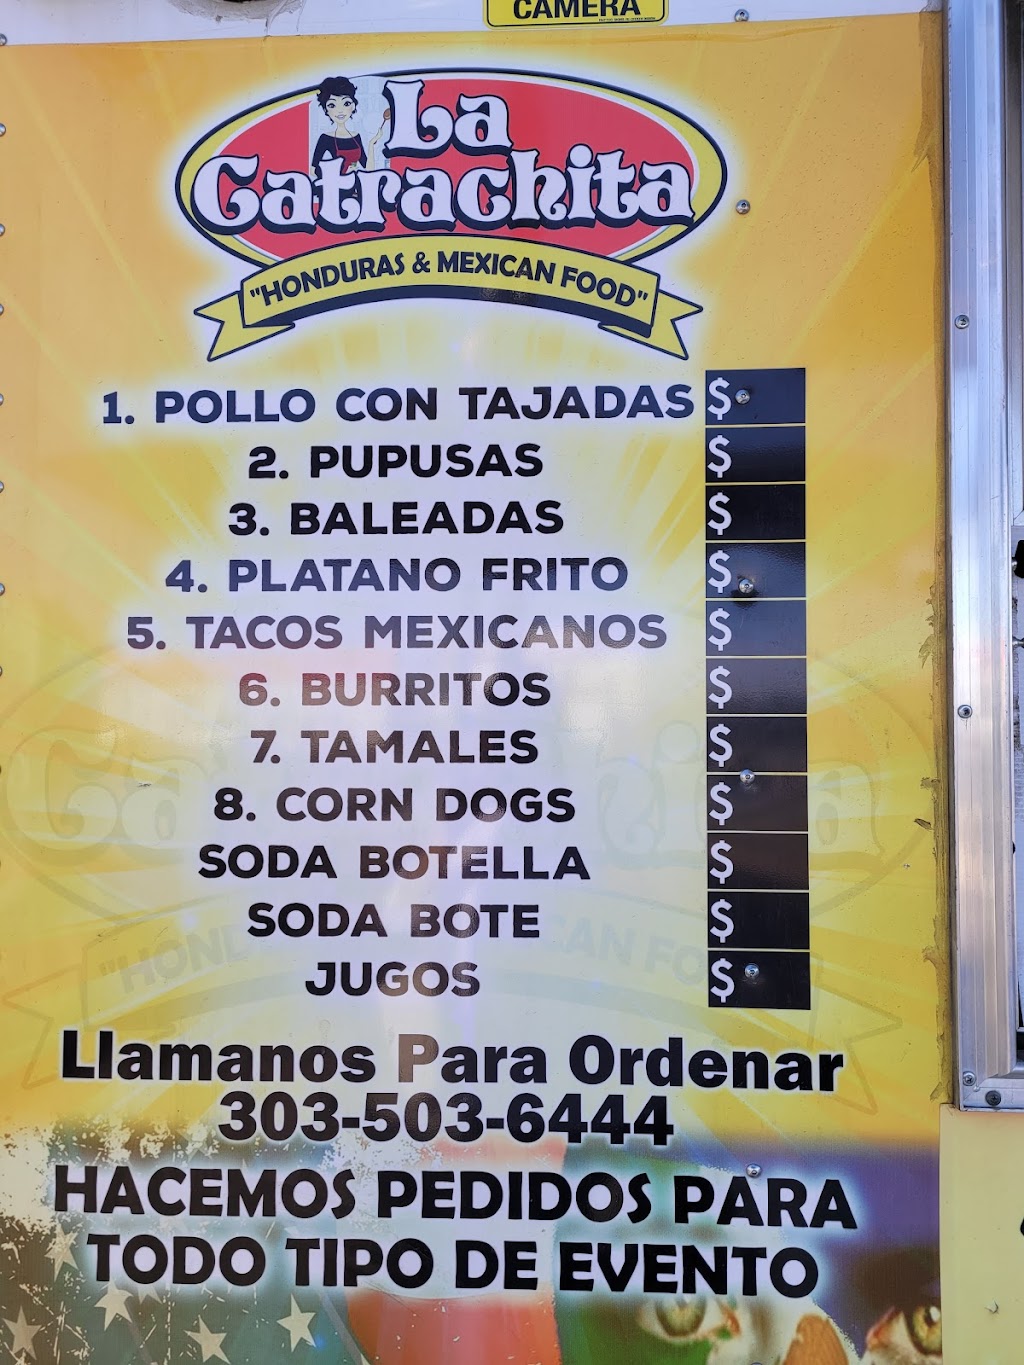 CAMERA
La
Catrachita
"HONDURAS & MEXICAN FOOD"
1. POLLO CON TAJADAS $
2. PUPUSAS $
3. BALEADAS $
4. PLATANO FRITO $
5. TACOS MEXICANOS $
6. BURRITOS $
7. TAMALES $
8. CORN DOGS $
SODA BOTELLA $
SODA BOTE $
JUGOS $
Llamanos Para Ordenar
303-503-6444
HACEMOS PEDIDOS PARA
TODO TIPO DE EVENTO